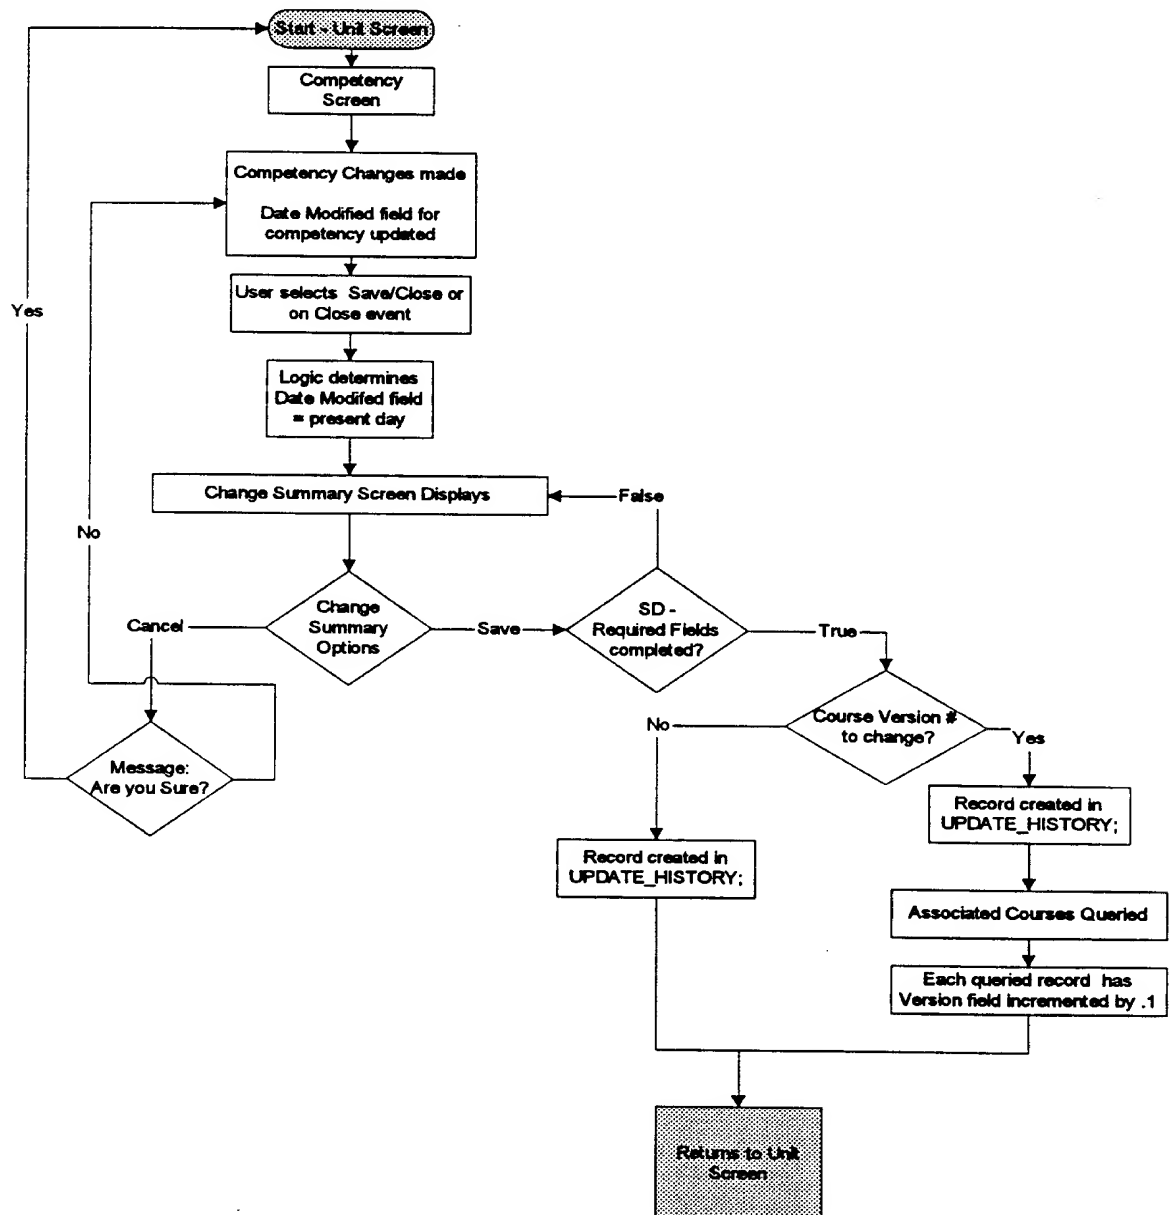 Start - Unit Screen
Competency
Screen
Competency Changes made
Date Modified field for
competency updated
User selects Save/Close or
on Close event
Yes
Logic determines
Date Modifed field
= present day
Change Summary Screen Displays
False
No
Change
Summary
Options
Cancel
Save
SD -
Required Fields
completed?
True
Course Version #
to change?
No
Yes
Message:
Are you Sure?
Record created in
UPDATE_HISTORY;
Record created in
UPDATE_HISTORY;
Associated Courses Queried
Each queried record has
Version field incremented by .1
Returns to Unit
Screen